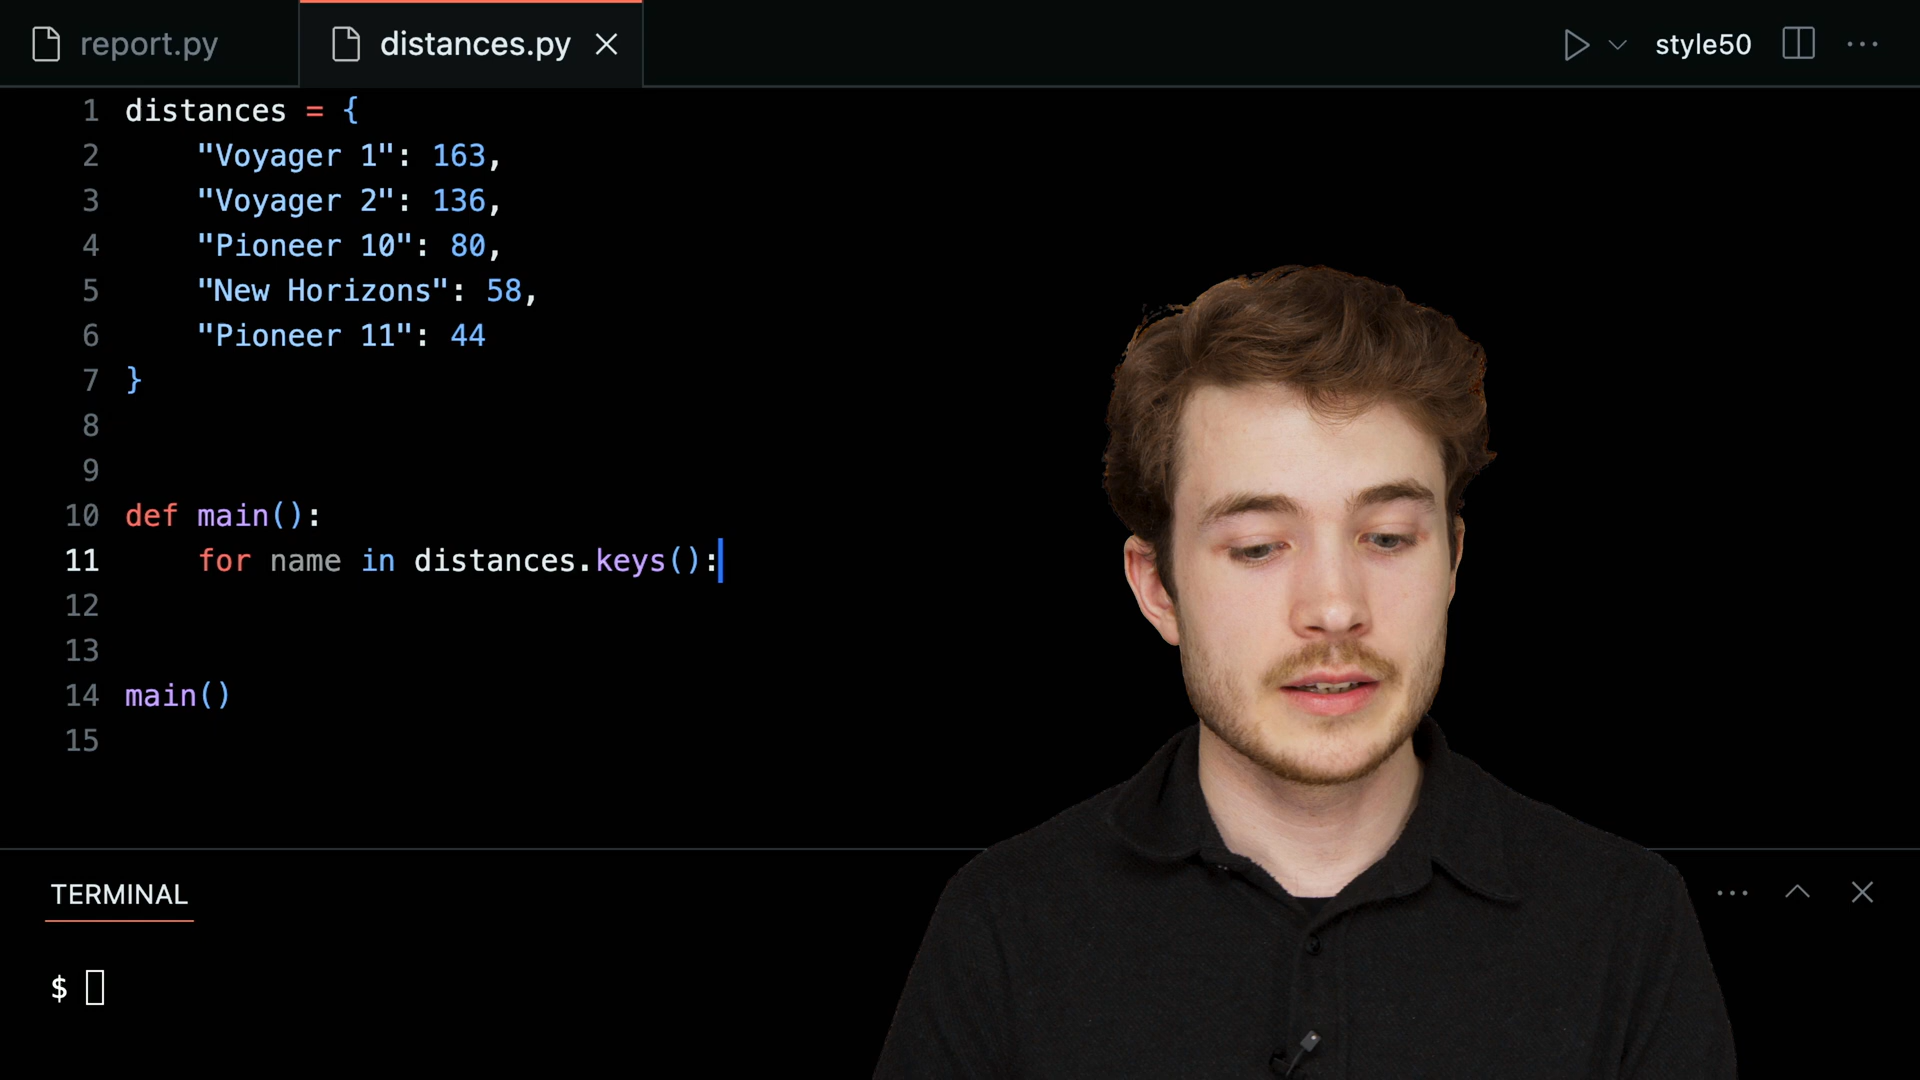 report.py
distances.py
style50
1 distances = {
2 "Voyager 1": 163,
3 "Voyager 2": 136,
4 "Pioneer 10": 80,
5 "New Horizons": 58,
6 "Pioneer 11": 44
7 }
8
9
10 def main():
11 for name in distances.keys():
12
13
14 main()
15
TERMINAL
$